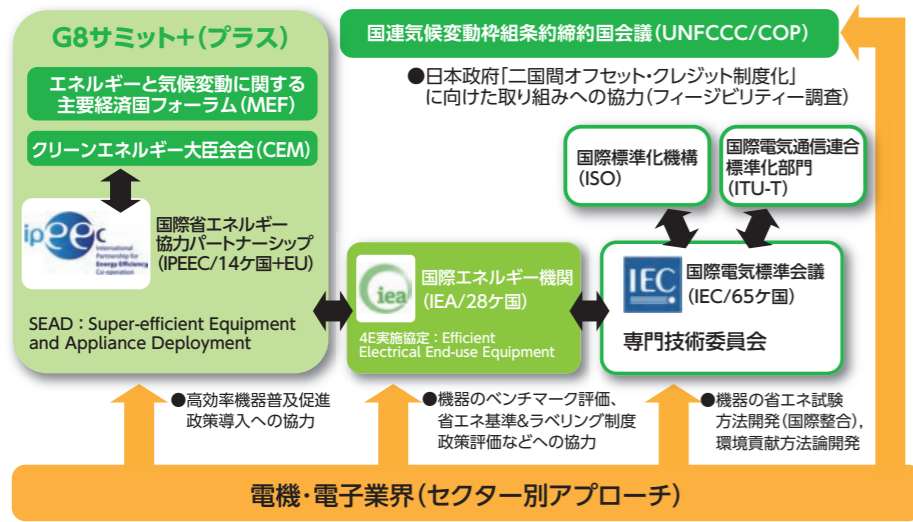 G8サミット+(プラス)
エネルギーと気候変動に関する
主要経済国フォーラム(MEF)
クリーンエネルギー大臣会合(CEM)
ipeec
International
Partnership for
Energy Efficiency
Co-operation
国際省エネルギー
協力パートナーシップ
(IPEEC/14ケ国+EU)
SEAD:Super-efficient Equipment
and Appliance Deployment
国連気候変動枠組条約締約国会議(UNFCCC/COP)
●日本政府「二国間オフセット・クレジット制度化」
に向けた取り組みへの協力(フィージビリティー調査)
国際標準化機構
(ISO)
国際電気通信連合
標準化部門
(ITU-T)
iea
国際エネルギー機関
(IEA/28ケ国)
4E実施協定:Efficient
Electrical End-use Equipment
IEC
国際電気標準会議
(IEC/65ケ国)
専門技術委員会
●高効率機器普及促進
政策導入への協力
●機器のベンチマーク評価、
省エネ基準&ラベリング制度
政策評価などへの協力
●機器の省エネ試験
方法開発(国際整合),
環境貢献方法論開発
電機・電子業界(セクター別アプローチ)